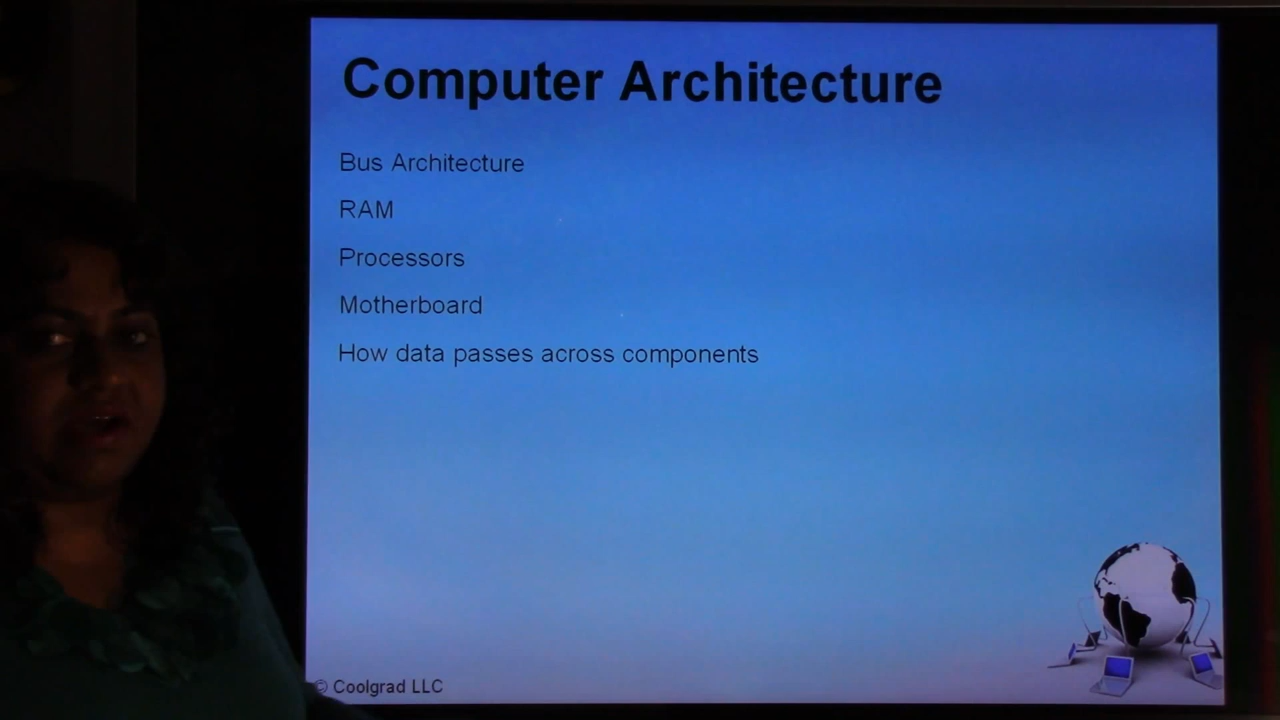 Computer Architecture
Bus Architecture
RAM
Processors
Motherboard
How data passes across components
© Coolgrad LLC